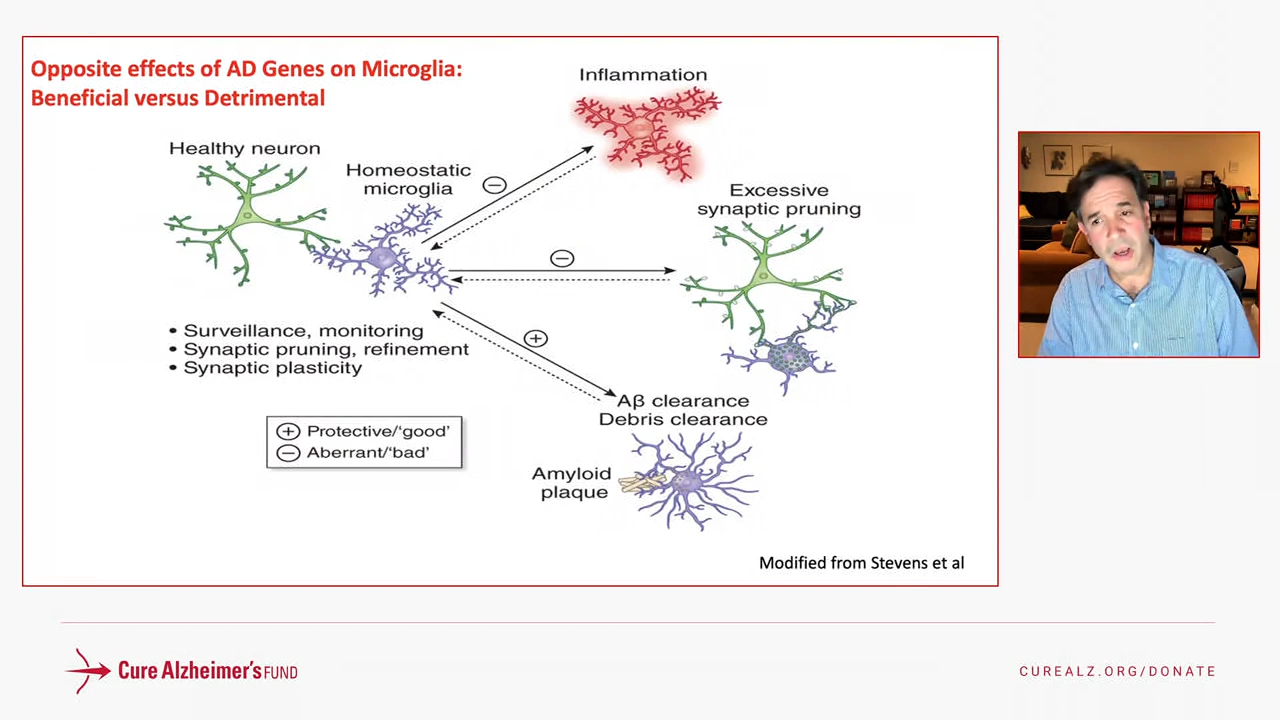 Opposite effects of AD Genes on Microglia:
Beneficial versus Detrimental
Inflammation
Healthy neuron
Homeostatic
microglia
−
Excessive
synaptic pruning
−
+
• Surveillance, monitoring
• Synaptic pruning, refinement
• Synaptic plasticity
Aβ clearance
Debris clearance
+ Protective/‘good’
− Aberrant/‘bad’
Amyloid
plaque
Modified from Stevens et al
Cure Alzheimer's FUND
CUREALZ.ORG/DONATE